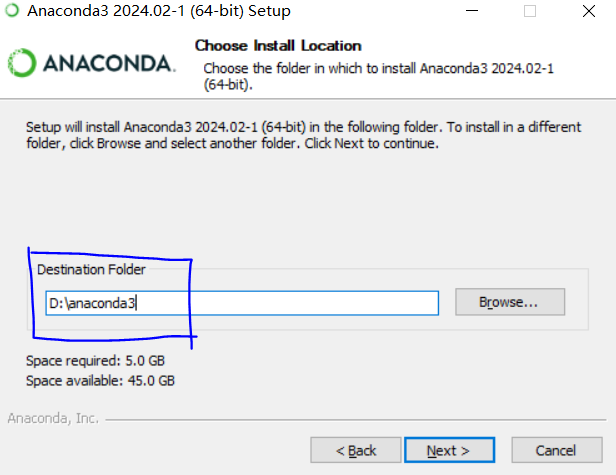 Anaconda3 2024.02-1 (64-bit) Setup
ANACONDA.
Choose Install Location
Choose the folder in which to install Anaconda3 2024.02-1
(64-bit).
Setup will install Anaconda3 2024.02-1 (64-bit) in the following folder. To install in a different
folder, click Browse and select another folder. Click Next to continue.
Destination Folder
D:\anaconda3
Browse...
Space required: 5.0 GB
Space available: 45.0 GB
Anaconda, Inc.
< Back
Next >
Cancel